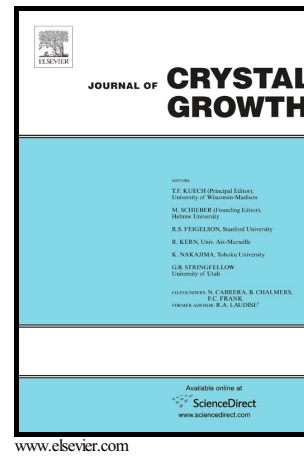 ELSEVIER
JOURNAL OF CRYSTAL
GROWTH
EDITORS:
T.F. KUECH (Principal Editor),
University of Wisconsin-Madison
M. SCHIEBER (Founding Editor),
Hebrew University
R.S. FEIGELSON, Stanford University
R. KERN, Univ. Aix-Marseille
K. NAKAJIMA, Tohoku University
G.B. STRINGFELLOW
University of Utah
CO-FOUNDERS: N. CABRERA, B. CHALMERS,
F.C. FRANK
FORMER ADVISOR: R.A. LAUDISE†
Available online at
ScienceDirect
www.sciencedirect.com
www.elsevier.com